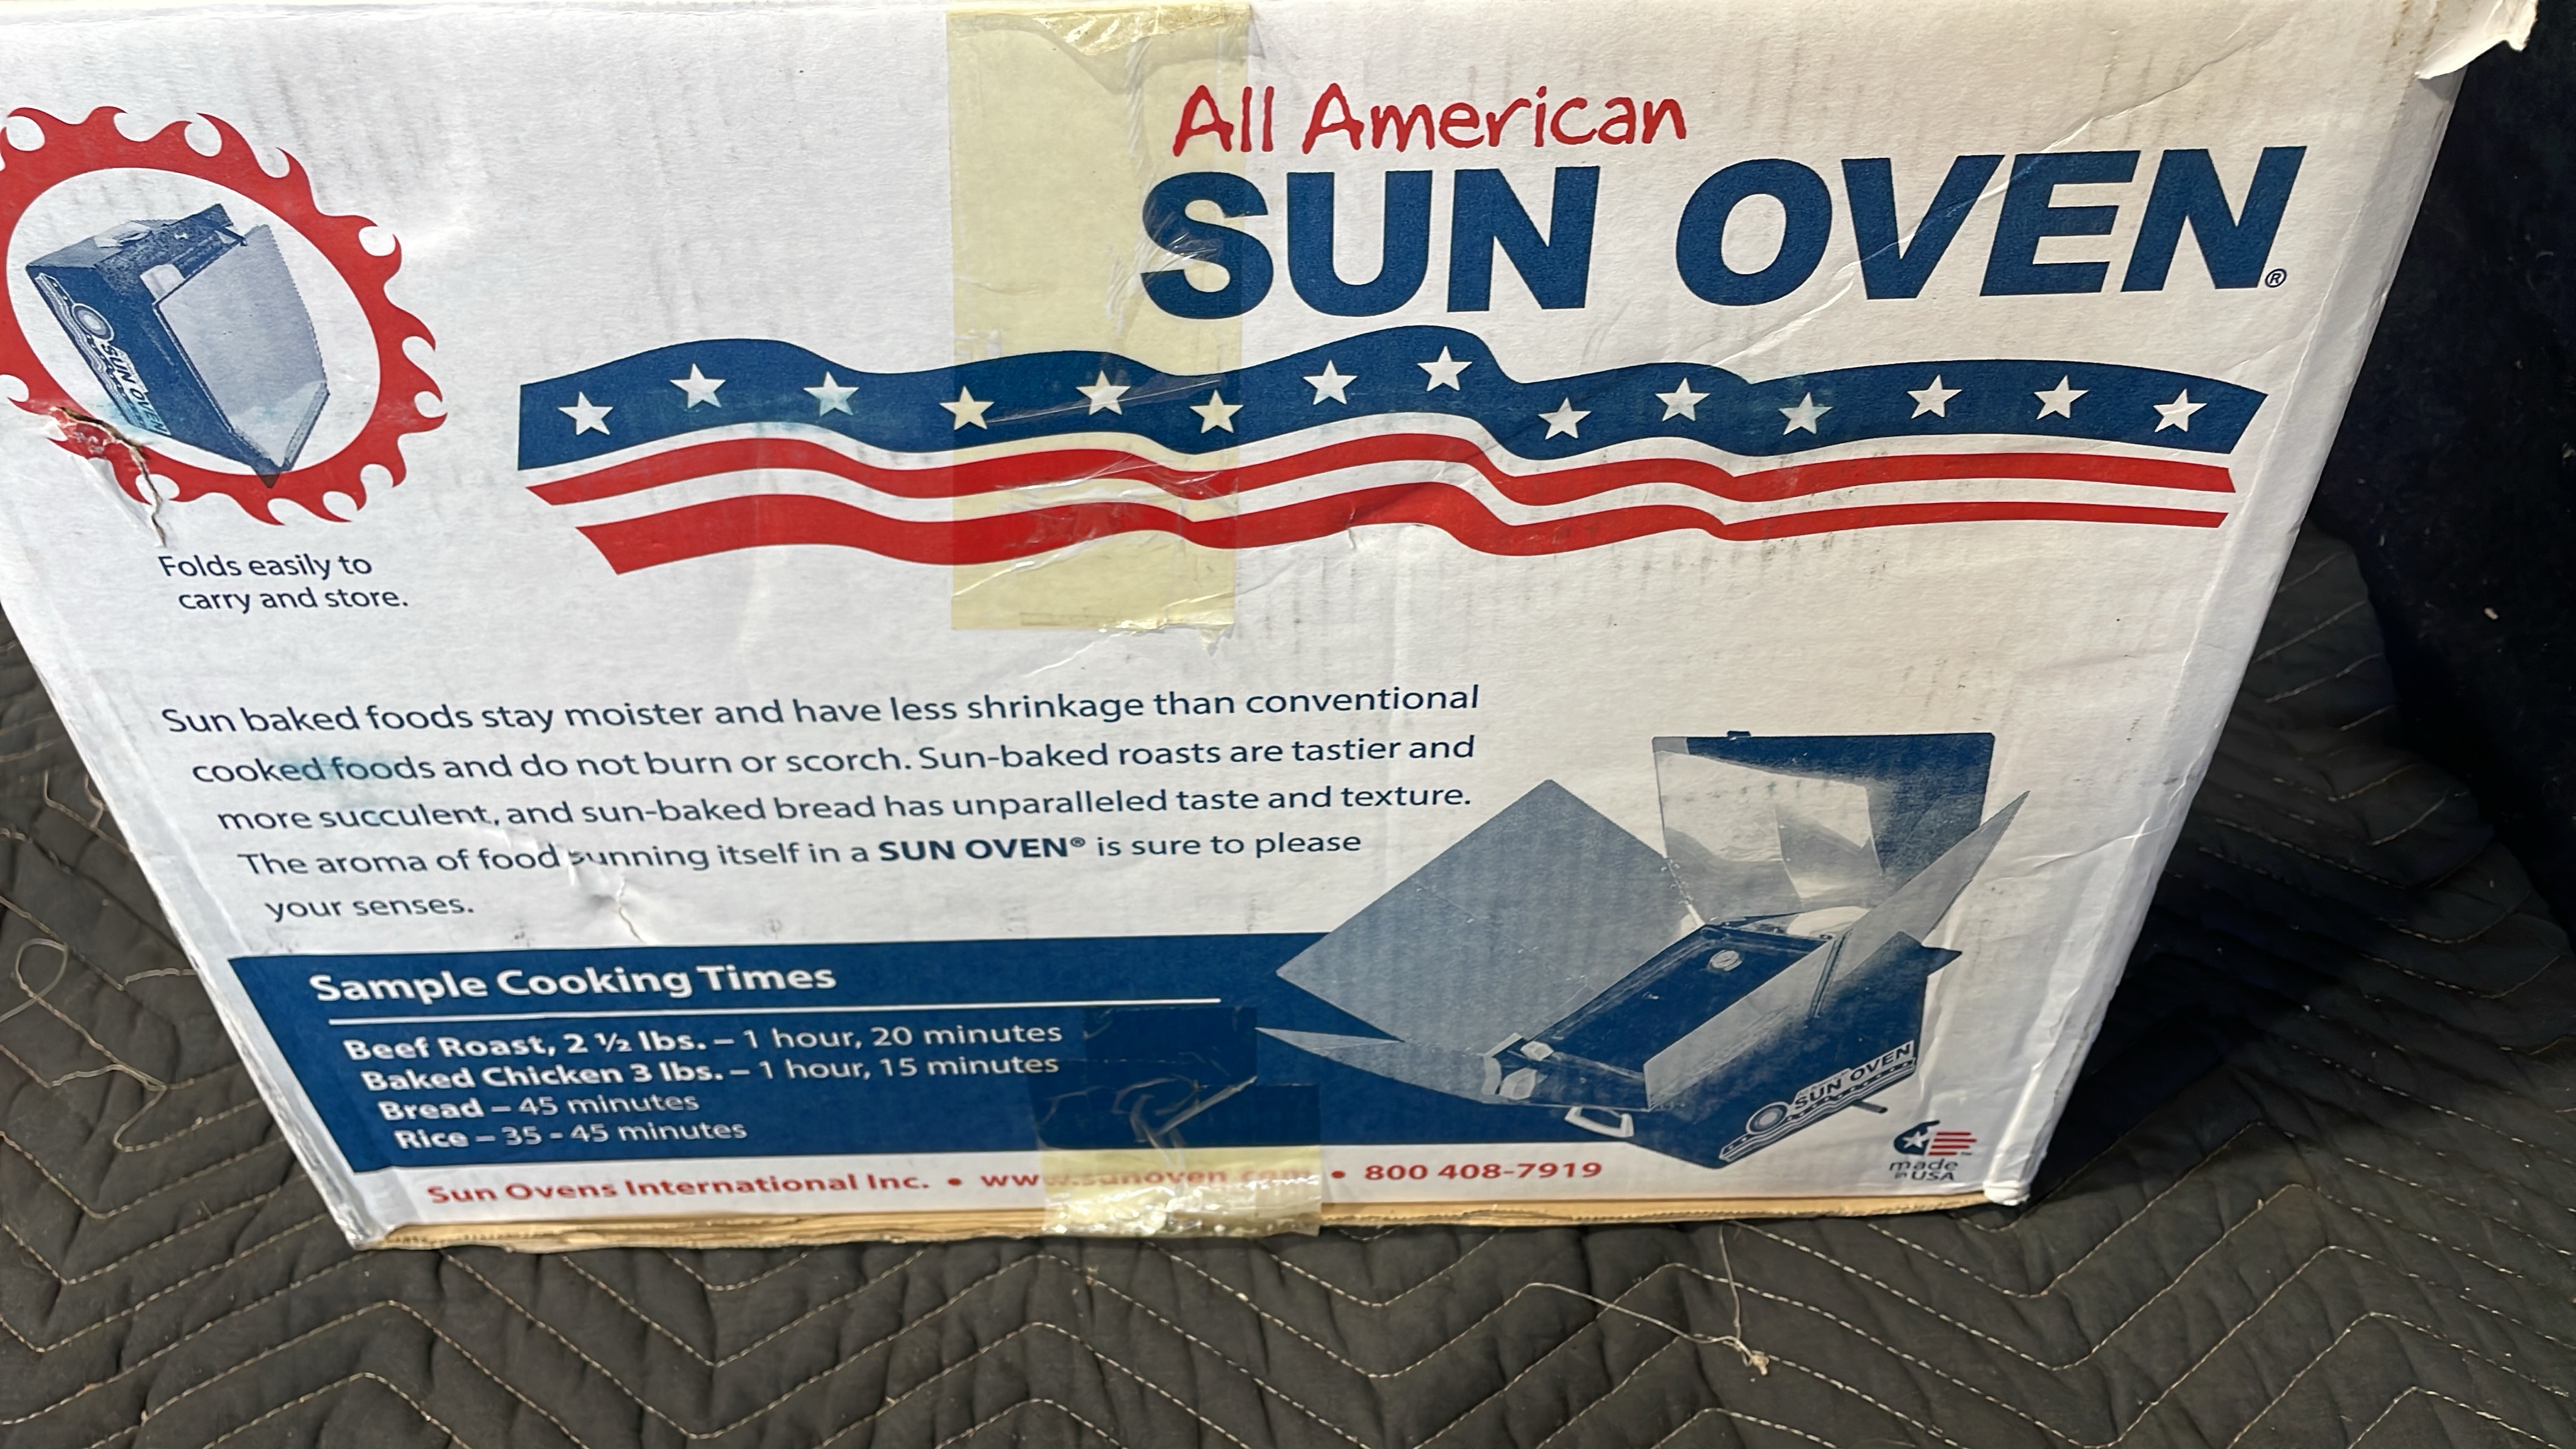 All American
SUN OVEN®
SUN OVEN
Folds easily to
carry and store.
Sun baked foods stay moister and have less shrinkage than conventional
cooked foods and do not burn or scorch. Sun-baked roasts are tastier and
more succulent, and sun-baked bread has unparalleled taste and texture.
The aroma of food sunning itself in a SUN OVEN® is sure to please
your senses.
Sample Cooking Times
Beef Roast, 2 ½ lbs. – 1 hour, 20 minutes
Baked Chicken 3 lbs. – 1 hour, 15 minutes
Bread – 45 minutes
Rice – 35 - 45 minutes
SUN OVEN
made
in USA
Sun Ovens International Inc. • www.sunoven.com • 800 408-7919